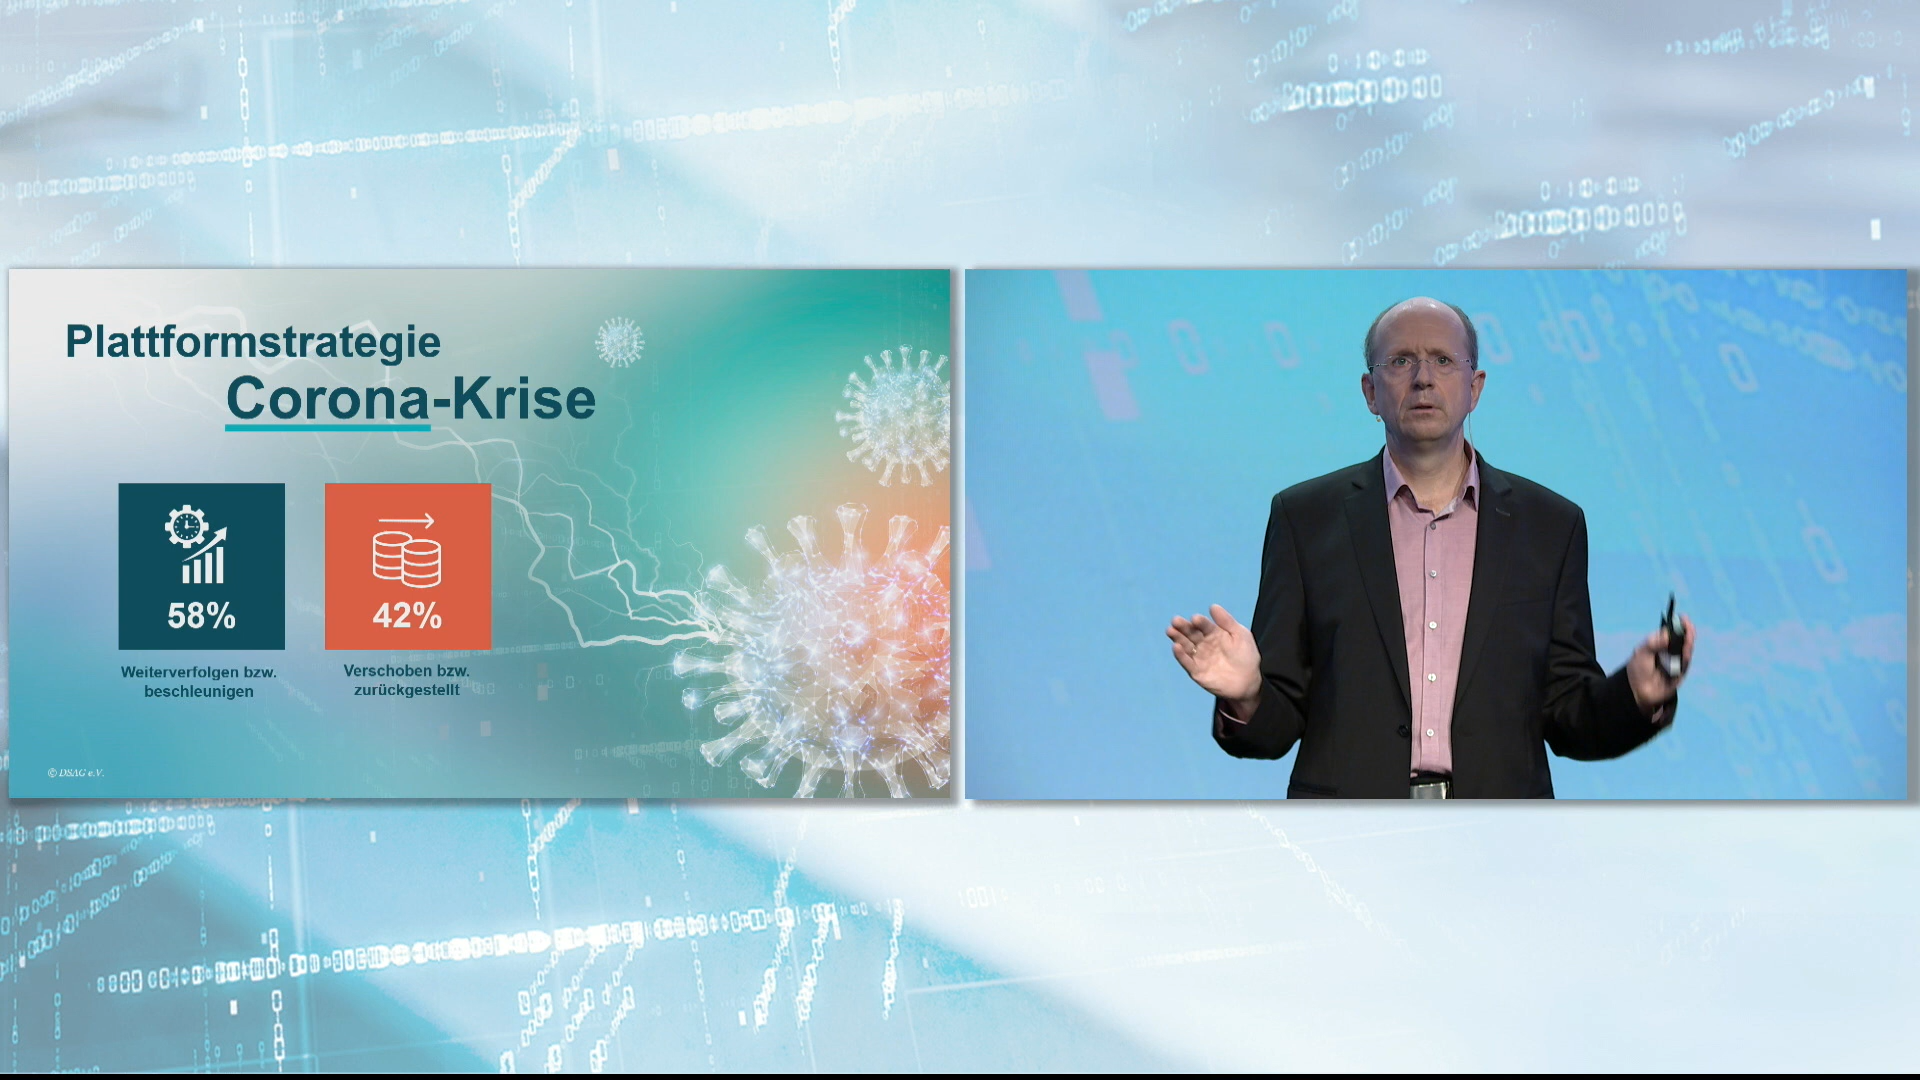 Plattformstrategie
Corona-Krise
58%
42%
Weiterverfolgen bzw.
beschleunigen
Verschoben bzw.
zurückgestellt
© DSAG e.V.